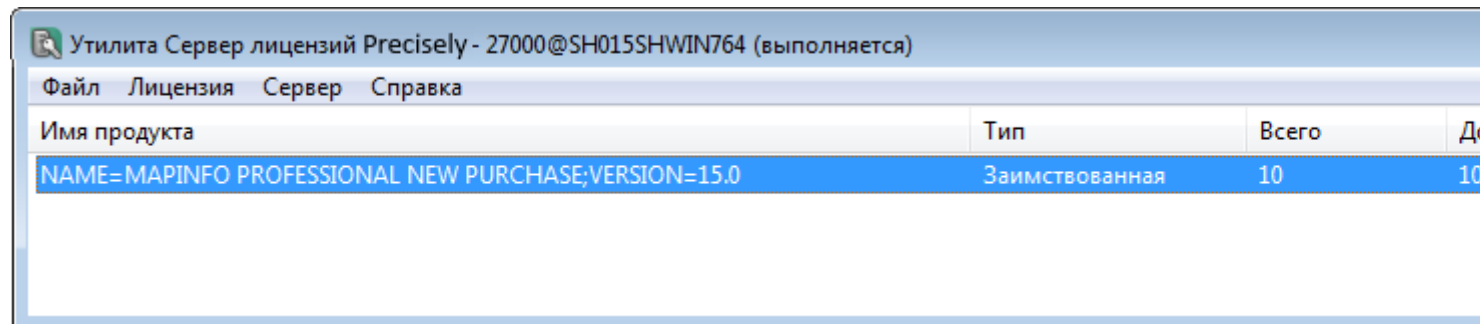 Утилита Сервер лицензий Precisely - 27000@SH015SHWIN764 (выполняется)
Файл Лицензия Сервер Справка
Имя продукта Тип Всего
NAME=MAPINFO PROFESSIONAL NEW PURCHASE;VERSION=15.0 Заимствованная 10 10